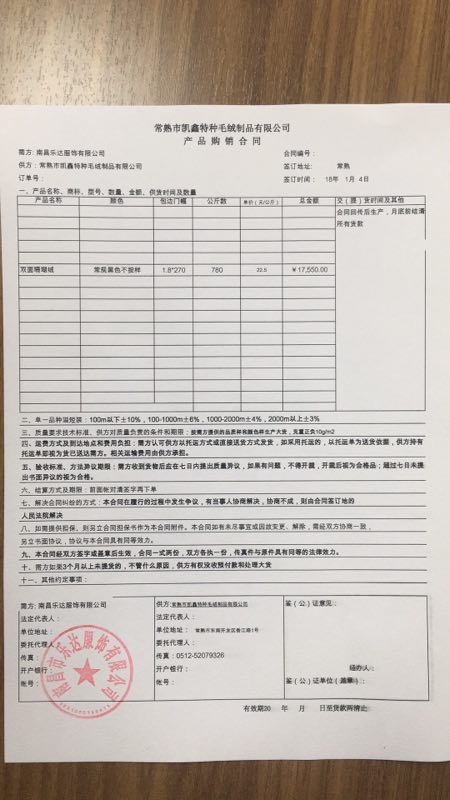 常熟市凯鑫特种毛绒制品有限公司
产 品 购 销 合 同
需方: 南昌乐达服饰有限公司 合同编号:
供方: 常熟市凯鑫特种毛绒制品有限公司 签订地址: 常熟
订单号: 签订时间: 18年 1月 4日
一、产品名称、商标、型号、数量、金额、供货时间及数量
产品名称 颜色 包边门幅 公斤数 单价(元/公斤) 总金额 交(提)货时间及其他
合同回传后生产,月底前结清
所有货款
双面珊瑚绒 常规黑色不按样 1.8*270 780 22.5 ￥17,550.00
二、单一品种溢短装:100m以下±10%,100-1000m±6%,1000-2000m±4%,2000m以上±3%
三、质量要求技术标准、供方对质量负责的条件和期限:按需方提供的品质样和颜色样生产大货,克重正负10g/m2
四、运费方式及到达地点和费用负担:需方认可供方以托运方式或直接送货方式发货,如采用托运的,以托运单为送货依据,供方持有
托运单即视为货已送达需方。相关运输费用由供方承担。
五、验收标准、方法异议期限:需方收到货物后应在七日内提出质量异议,如果有问题,不得开裁,开裁后视为合格品;超过七日未提
出书面异议的视为合格。
六、结算方式及期限:前面帐对清签字再下单
七、解决合同纠纷的方式:本合同在履行的过程中发生争议,有当事人协商解决,协商不成,则由合同签订地的
人民法院解决
八、如需提供担保,则另立合同担保书作为本合同附件。本合同如有未尽事宜或因故变更、解除,需经双方协商一致,
另立书面协议,协议与本合同具有同等效力。
九、本合同经双方签字或盖章后生效,合同一式两份,双方各执一份,传真件与原件具有同等的法律效力。
十、需方如果3个月以上未提货的,不管什么原因,供方有权没收预付款和处理大货
十一、其他约定事项:
需方: 南昌乐达服饰有限公司 供方:常熟市凯鑫特种毛绒制品有限公司 鉴(公)证意见:
法定代表人: 法定代表人:
单位地址: 单位地址: 常熟市东南开发区香江路1号
委托代理人: 委托代理人:
传真: 传真:0512-52079326
开户银行: 开户银行: 经办人:
帐号: 帐号: 鉴(公)证单位(盖章)
南昌市乐达服饰有限公司
有效期20 年 月 日至货款两清止